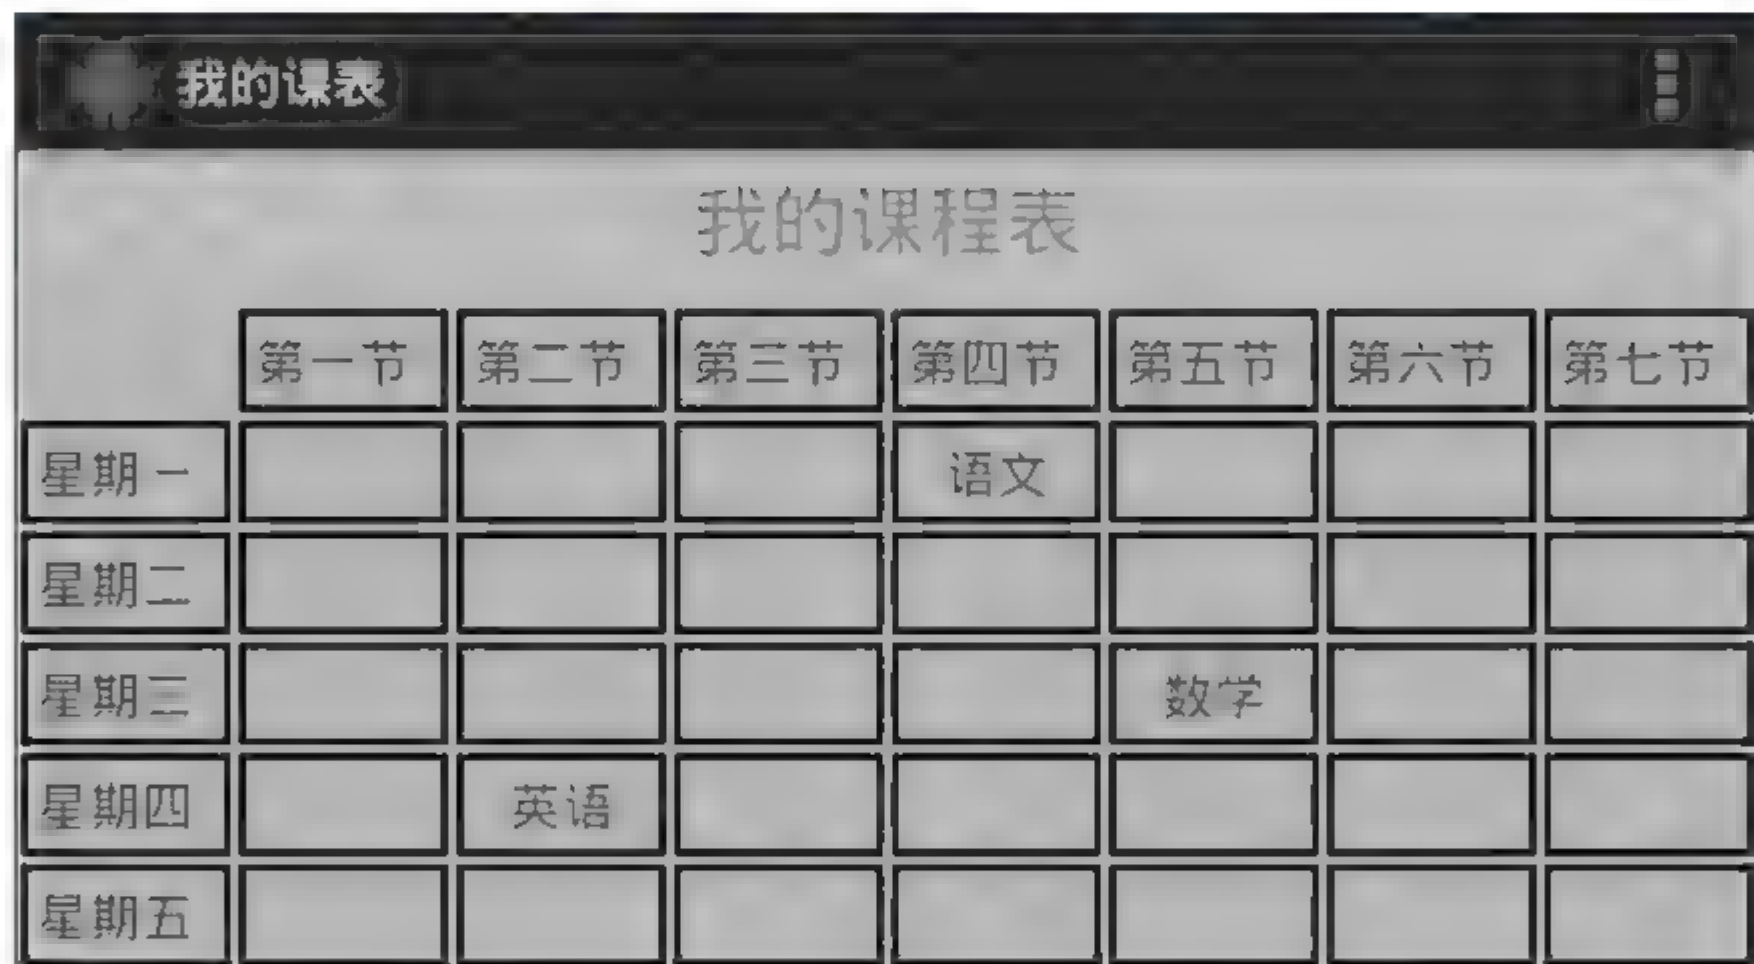 我的课表
我的课程表
第一节 第二节 第三节 第四节 第五节 第六节 第七节
星期一 语文
星期二
星期三 数学
星期四 英语
星期五